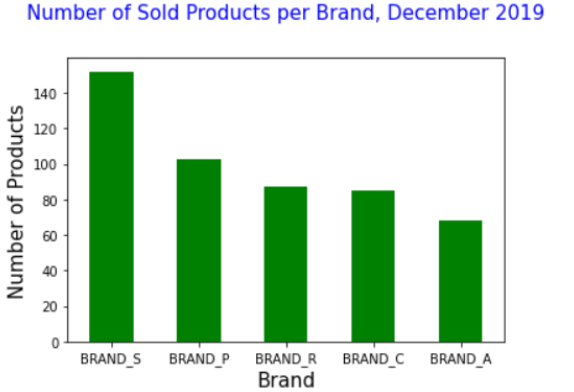 Number of Sold Products per Brand, December 2019
Number of Products
140
120
100
80
60
40
20
0
BRAND_S BRAND_P BRAND_R BRAND_C BRAND_A
Brand